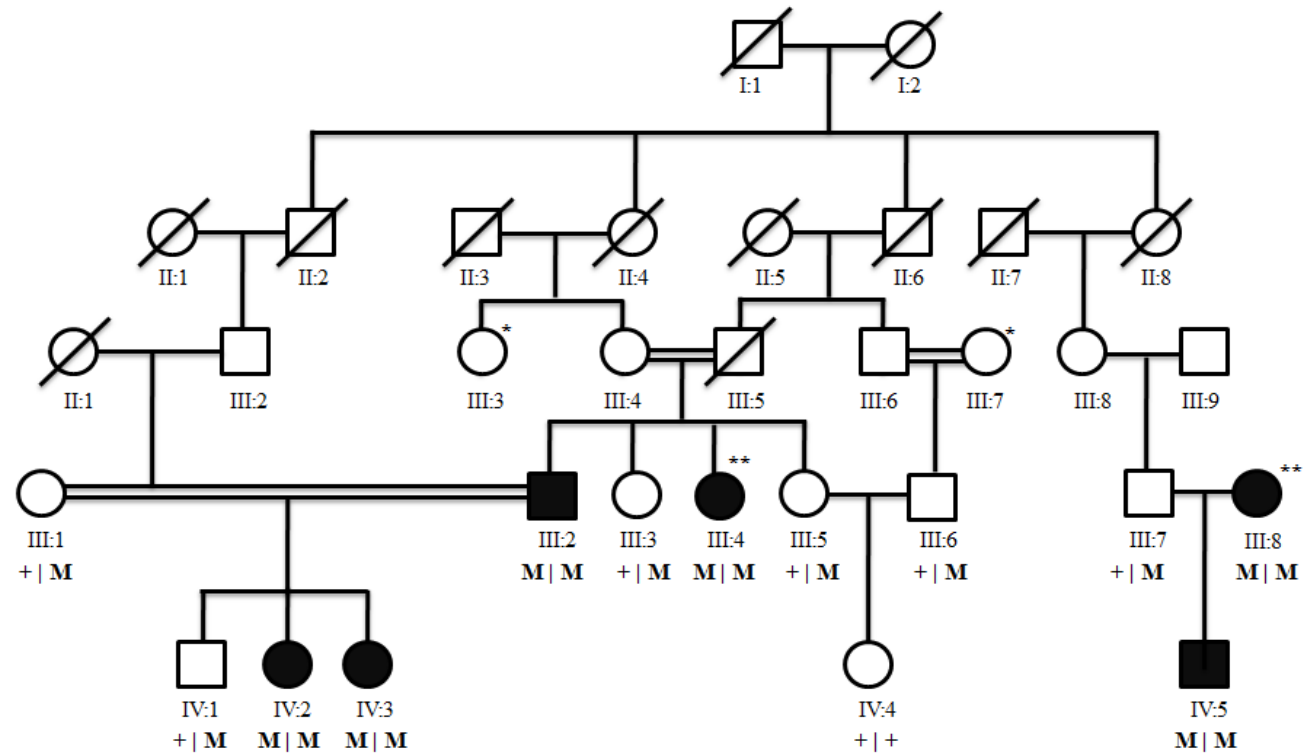 I:1 I:2
II:1 II:2 II:3 II:4 II:5 II:6 II:7 II:8
* *
II:1 III:2 III:3 III:4 III:5 III:6 III:7 III:8 III:9
** **
III:1 III:2 III:3 III:4 III:5 III:6 III:7 III:8
+ | M M | M + | M M | M + | M + | M + | M M | M
IV:1 IV:2 IV:3 IV:4 IV:5
+ | M M | M M | M + | + M | M